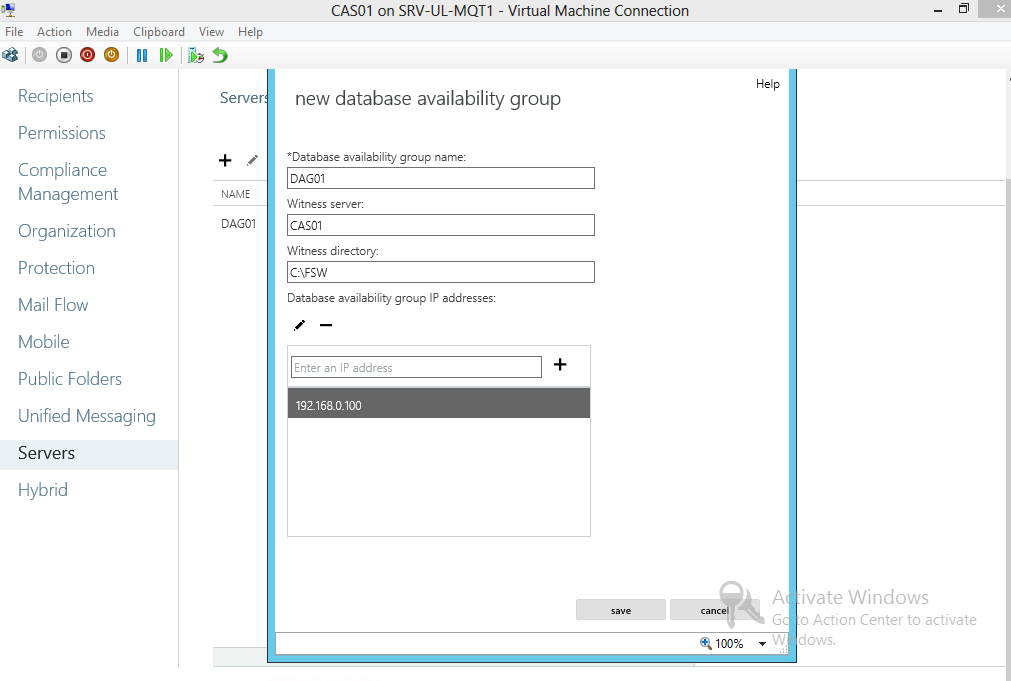 CAS01 on SRV-UL-MQT1 - Virtual Machine Connection
File Action Media Clipboard View Help
Help
Recipients
Servers
new database availability group
Permissions
*Database availability group name:
Compliance
Management
DAG01
NAME
Witness server:
DAG01
CAS01
Organization
Witness directory:
Protection
C:\FSW
Database availability group IP addresses:
Mail Flow
Mobile
Enter an IP address
Public Folders
192.168.0.100
Unified Messaging
Servers
Hybrid
Activate Windows
save
cancel
Go to Action Center to activate
Windows.
100%